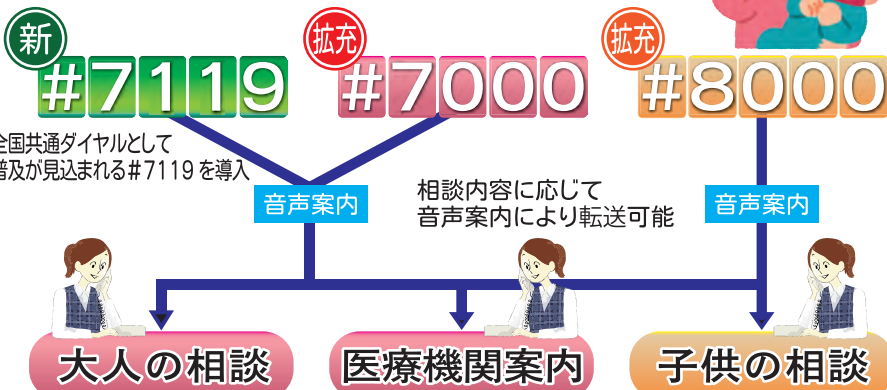 新
#7119
拡充
#7000
拡充
#8000
全国共通ダイヤルとして
普及が見込まれる#7119を導入
音声案内
相談内容に応じて
音声案内により転送可能
音声案内
大人の相談
医療機関案内
子供の相談